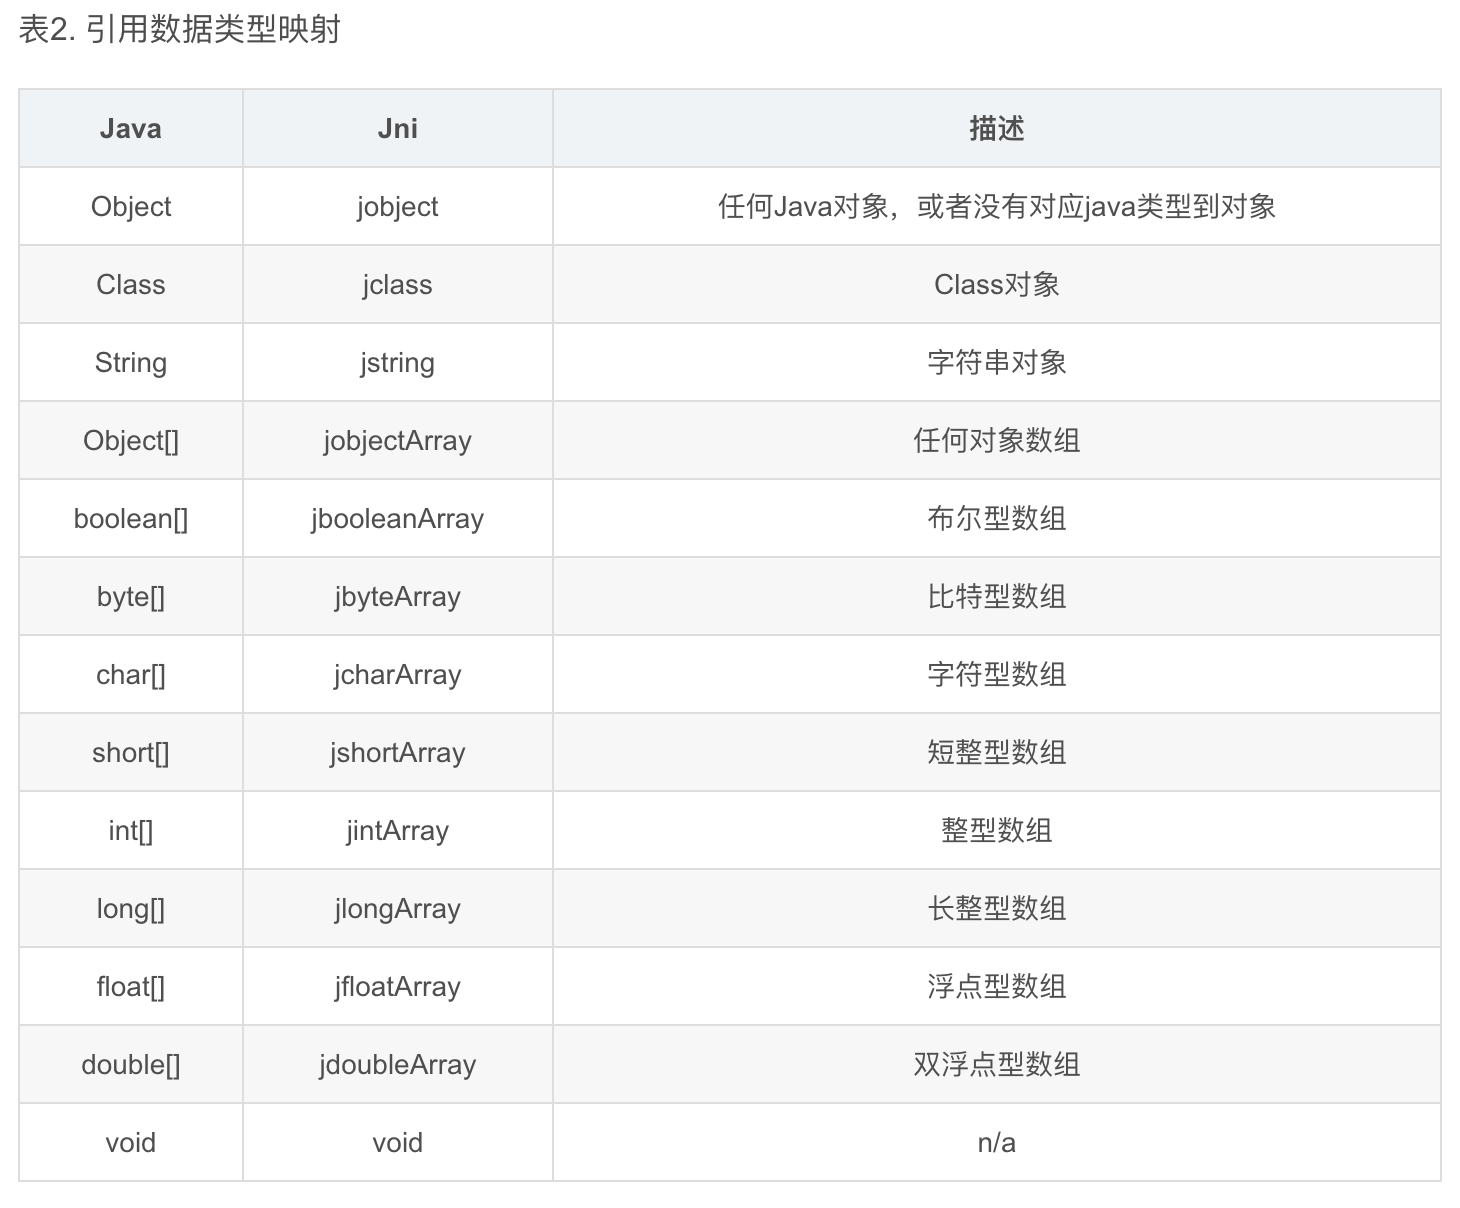 表2. 引用数据类型映射
Java Jni 描述
Object jobject 任何Java对象，或者没有对应java类型到对象
Class jclass Class对象
String jstring 字符串对象
Object[] jobjectArray 任何对象数组
boolean[] jbooleanArray 布尔型数组
byte[] jbyteArray 比特型数组
char[] jcharArray 字符型数组
short[] jshortArray 短整型数组
int[] jintArray 整型数组
long[] jlongArray 长整型数组
float[] jfloatArray 浮点型数组
double[] jdoubleArray 双浮点型数组
void void n/a